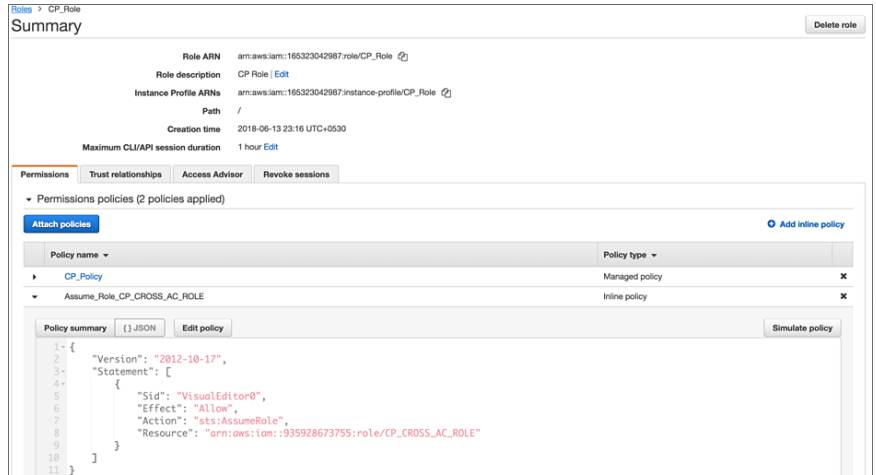 Roles > CP_Role
Summary
Delete role
Role ARN arn:aws:iam::165323042987:role/CP_Role
Role description CP Role | Edit
Instance Profile ARNs arn:aws:iam::165323042987:instance-profile/CP_Role
Path /
Creation time 2018-06-13 23:16 UTC+0530
Maximum CLI/API session duration 1 hour Edit
Permissions Trust relationships Access Advisor Revoke sessions
Permissions policies (2 policies applied)
Attach policies Add inline policy
Policy name Policy type
CP_Policy Managed policy
Assume_Role_CP_CROSS_AC_ROLE Inline policy
Policy summary {} JSON Edit policy Simulate policy
1 {
2 "Version": "2012-10-17",
3 "Statement": [
4 {
5 "Sid": "VisualEditor0",
6 "Effect": "Allow",
7 "Action": "sts:AssumeRole",
8 "Resource": "arn:aws:iam::935928673755:role/CP_CROSS_AC_ROLE"
9 }
10 ]
11 }